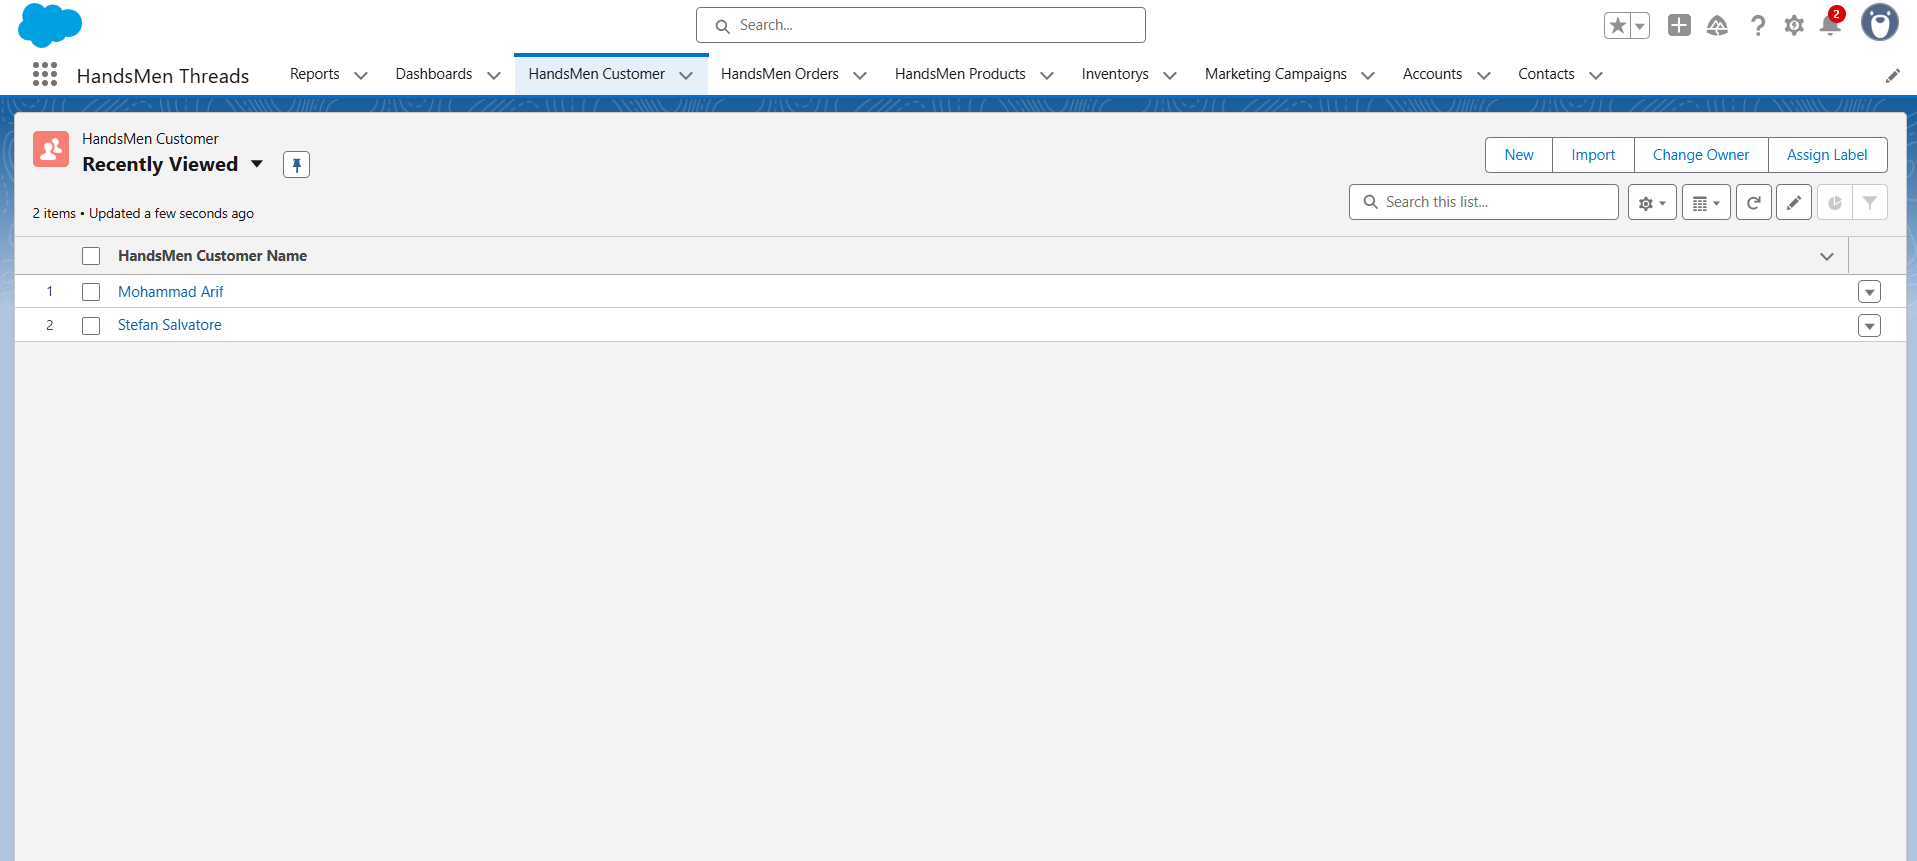 Search...
2
HandsMen Threads Reports Dashboards HandsMen Customer HandsMen Orders HandsMen Products Inventorys Marketing Campaigns Accounts Contacts
HandsMen Customer
Recently Viewed
New Import Change Owner Assign Label
2 items • Updated a few seconds ago
Search this list...
HandsMen Customer Name
1 Mohammad Arif
2 Stefan Salvatore